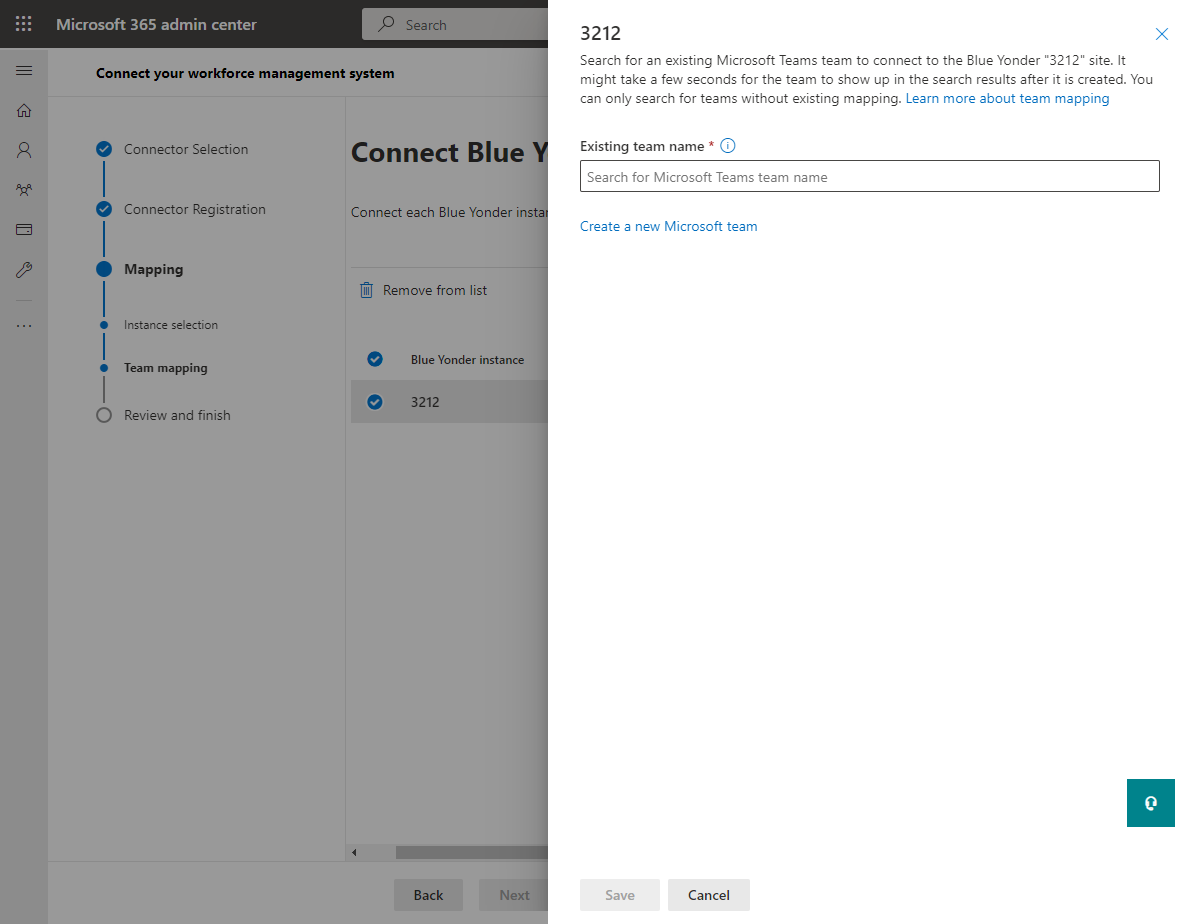 Microsoft 365 admin center
Search
Connect your workforce management system
Connector Selection
Connector Registration
Mapping
Instance selection
Team mapping
Review and finish
Connect Blue Y
Connect each Blue Yonder instan
Remove from list
Blue Yonder instance
3212
Back
Next
3212
Search for an existing Microsoft Teams team to connect to the Blue Yonder "3212" site. It
might take a few seconds for the team to show up in the search results after it is created. You
can only search for teams without existing mapping. Learn more about team mapping
Existing team name *
Search for Microsoft Teams team name
Create a new Microsoft team
Save
Cancel